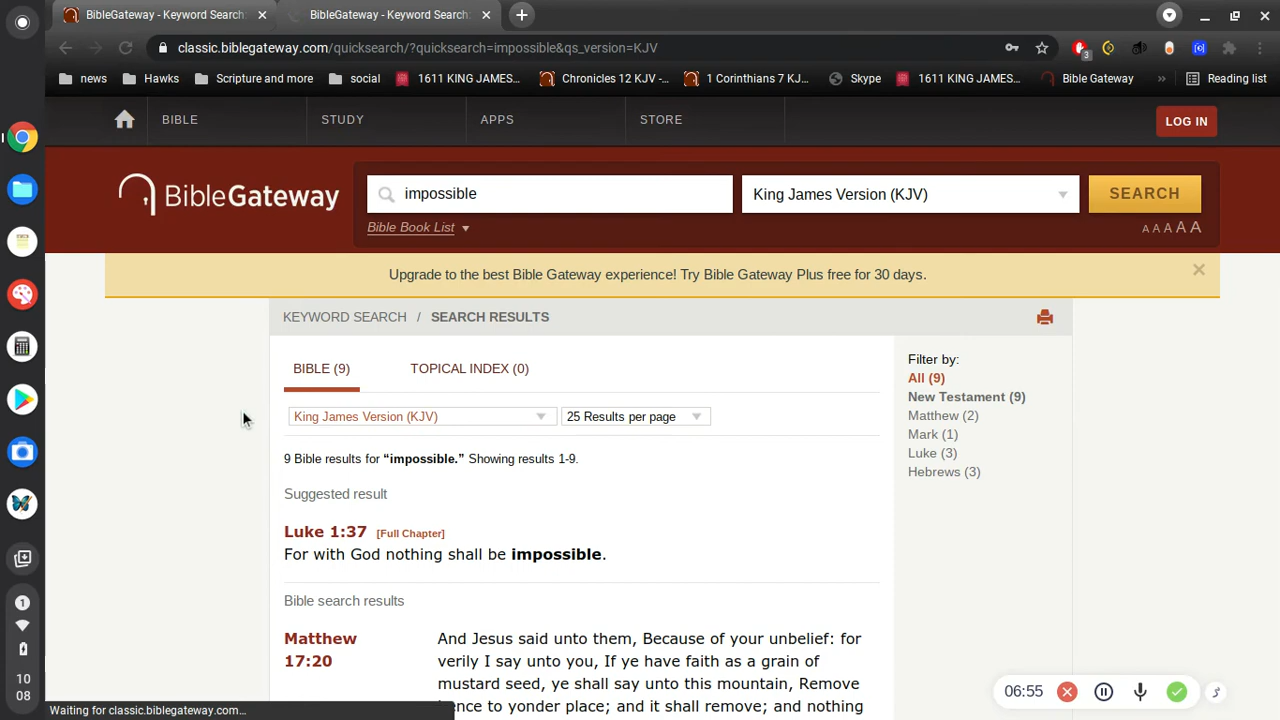 BibleGateway - Keyword Search:
BibleGateway - Keyword Search:
classic.biblegateway.com/quicksearch/?quicksearch=impossible&qs_version=KJV
3
news
Hawks
Scripture and more
social
1611 KING JAMES...
Chronicles 12 KJV -...
1 Corinthians 7 KJ...
Skype
1611 KING JAMES...
Bible Gateway
»
Reading list
BIBLE
STUDY
APPS
STORE
LOG IN
BibleGateway
impossible
King James Version (KJV)
SEARCH
Bible Book List
A A A A A
Upgrade to the best Bible Gateway experience! Try Bible Gateway Plus free for 30 days.
KEYWORD SEARCH / SEARCH RESULTS
BIBLE (9)
TOPICAL INDEX (0)
King James Version (KJV)
25 Results per page
9 Bible results for “impossible.” Showing results 1-9.
Suggested result
Luke 1:37 [Full Chapter]
For with God nothing shall be impossible.
Bible search results
Matthew
17:20
And Jesus said unto them, Because of your unbelief: for
verily I say unto you, If ye have faith as a grain of
mustard seed, ye shall say unto this mountain, Remove
hence to yonder place; and it shall remove; and nothing
Filter by:
All (9)
New Testament (9)
Matthew (2)
Mark (1)
Luke (3)
Hebrews (3)
06:55
1
10
08
Waiting for classic.biblegateway.com...